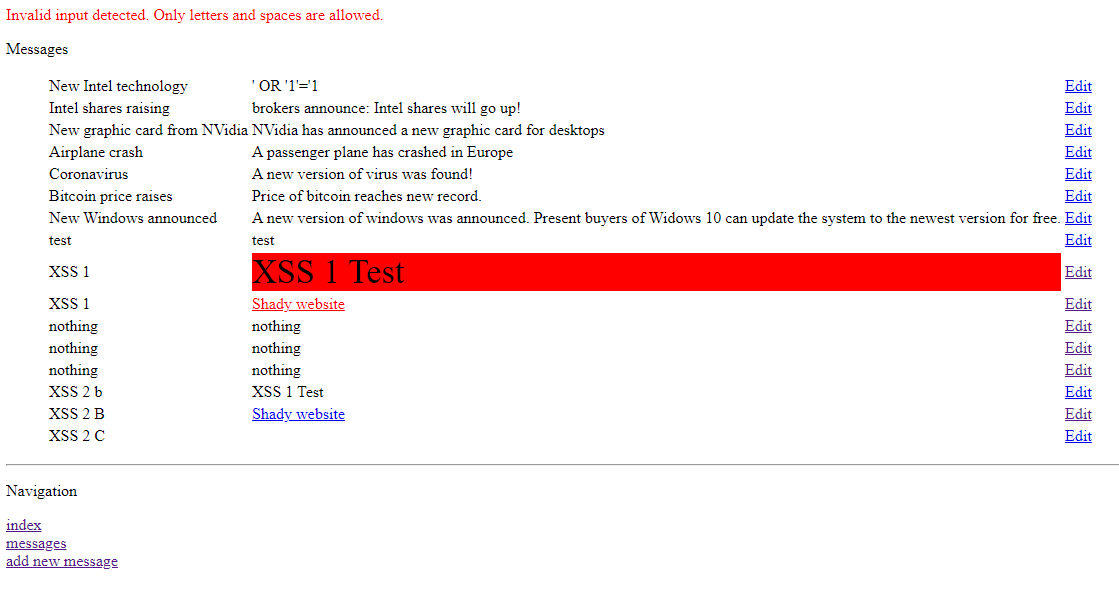 Invalid input detected. Only letters and spaces are allowed.
Messages
New Intel technology ' OR '1'='1 Edit
Intel shares raising brokers announce: Intel shares will go up! Edit
New graphic card from NVidia NVidia has announced a new graphic card for desktops Edit
Airplane crash A passenger plane has crashed in Europe Edit
Coronavirus A new version of virus was found! Edit
Bitcoin price raises Price of bitcoin reaches new record. Edit
New Windows announced A new version of windows was announced. Present buyers of Widows 10 can update the system to the newest version for free. Edit
test test Edit
XSS 1 XSS 1 Test Edit
XSS 1 Shady website Edit
nothing nothing Edit
nothing nothing Edit
nothing nothing Edit
XSS 2 b XSS 1 Test Edit
XSS 2 B Shady website Edit
XSS 2 C Edit
Navigation
index
messages
add new message